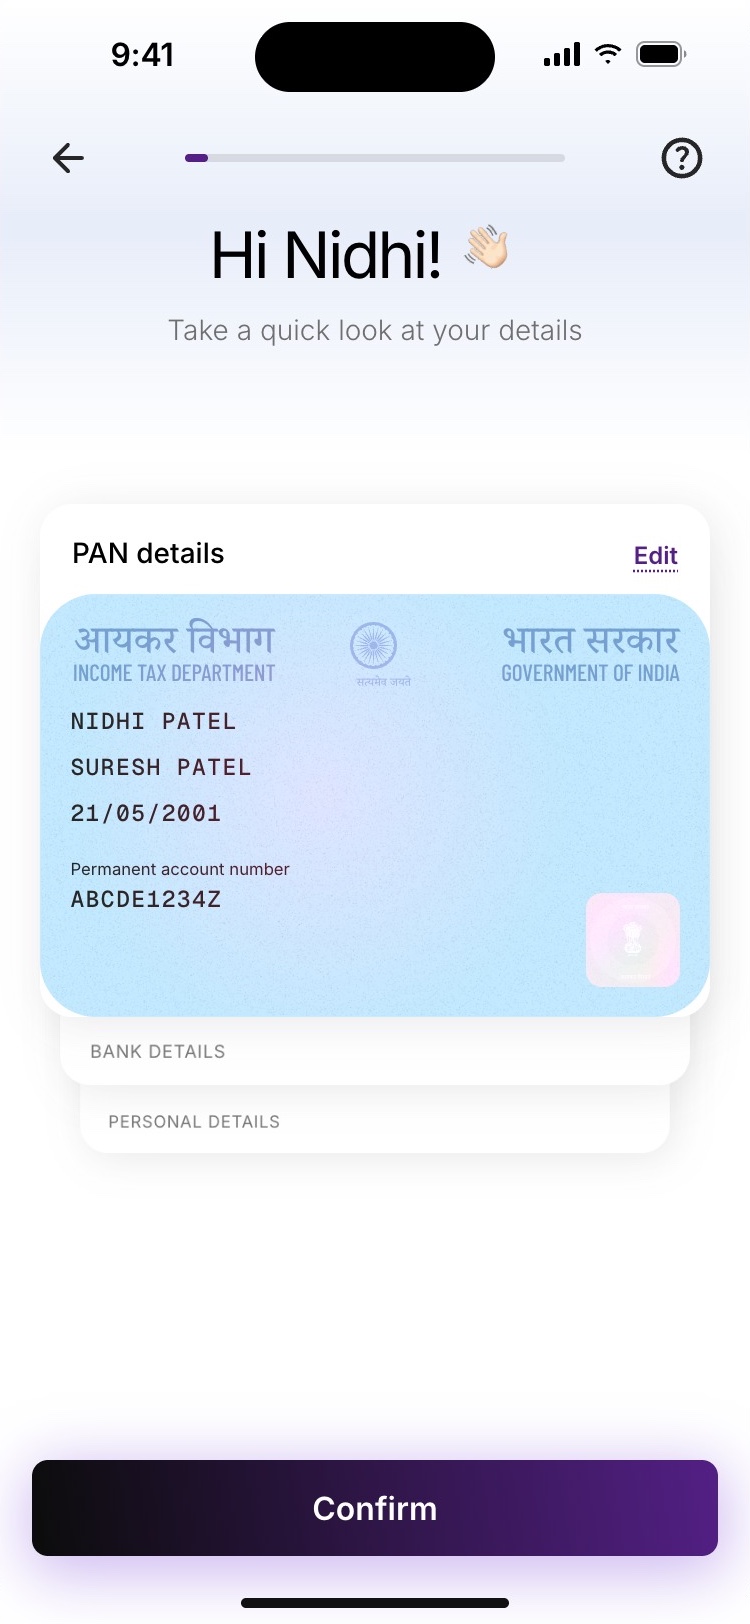 9:41
Hi Nidhi! 👋🏻
Take a quick look at your details
PAN details
Edit
आयकर विभाग
INCOME TAX DEPARTMENT
सत्यमेव जयते
भारत सरकार
GOVERNMENT OF INDIA
NIDHI PATEL
SURESH PATEL
21/05/2001
Permanent account number
ABCDE1234Z
BANK DETAILS
PERSONAL DETAILS
Confirm